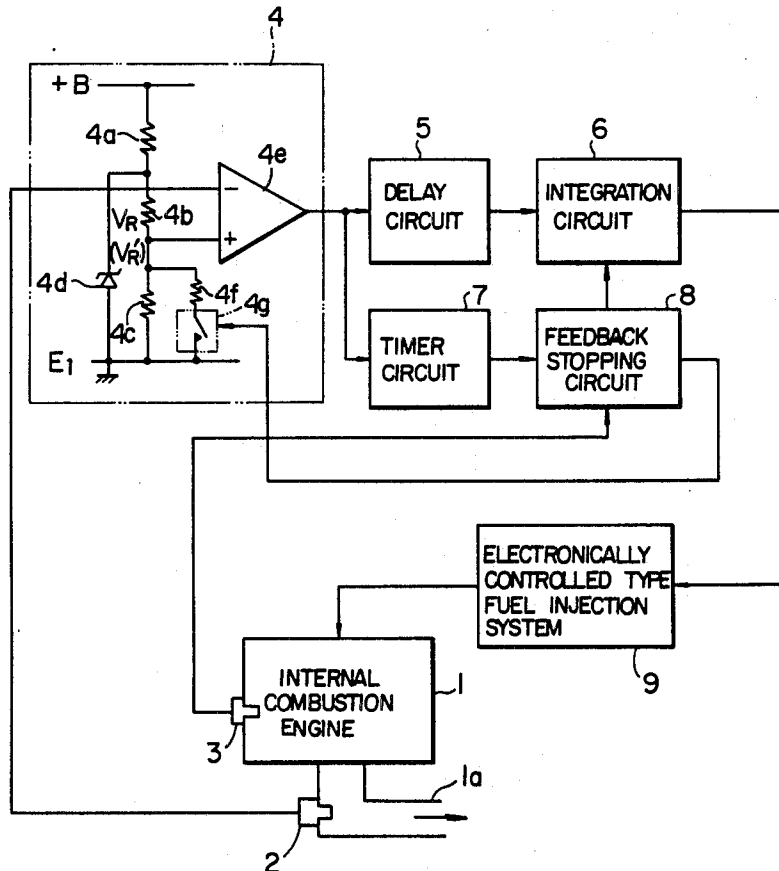 4
+B
4a
4e
5
6
DELAY
CIRCUIT
INTEGRATION
CIRCUIT
−
VR
4b
(VR')
+
4d
4f
4g
4c
7
8
TIMER
CIRCUIT
FEEDBACK
STOPPING
CIRCUIT
E1
ELECTRONICALLY
CONTROLLED TYPE
FUEL INJECTION
SYSTEM
9
INTERNAL
COMBUSTION
ENGINE
1
3
1a
2